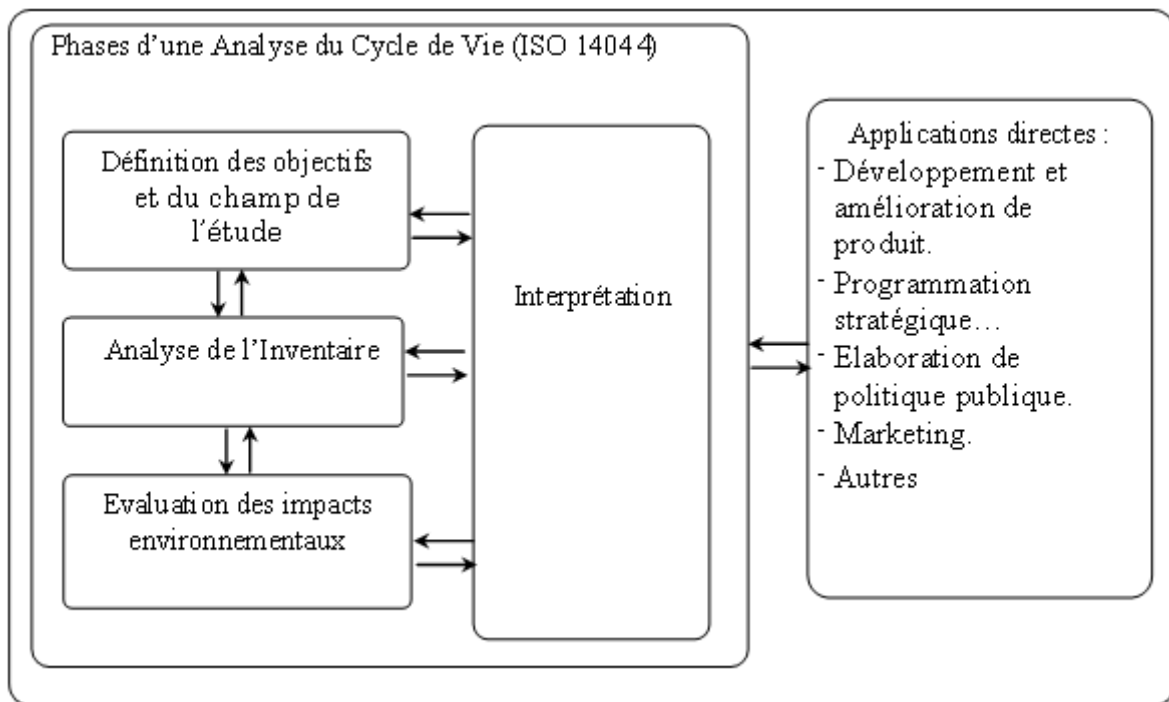 Phases d’une Analyse du Cycle de Vie (ISO 14044)
Définition des objectifs
et du champ de
l’étude
Analyse de l’Inventaire
Evaluation des impacts
environnementaux
Interprétation
Applications directes :
- Développement et
amélioration de
produit.
- Programmation
stratégique…
- Elaboration de
politique publique.
- Marketing.
- Autres